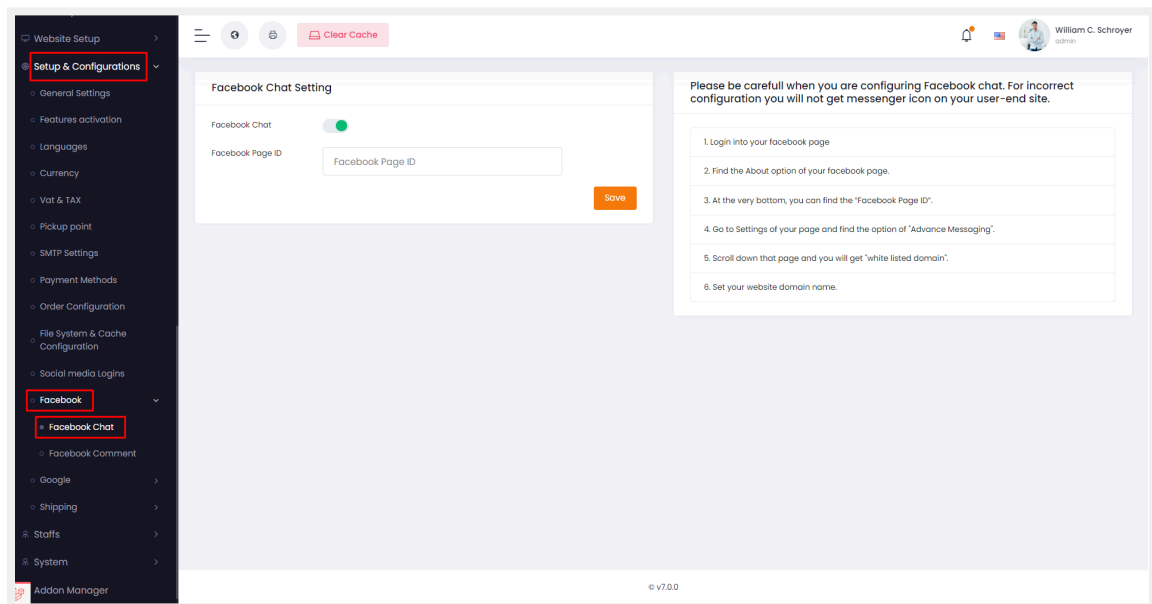 Website Setup
Setup & Configurations
General Settings
Features activation
Languages
Currency
Vat & TAX
Pickup point
SMTP Settings
Payment Methods
Order Configuration
File System & Cache
Configuration
Social media Logins
Facebook
Facebook Chat
Facebook Comment
Google
Shipping
Staffs
System
Addon Manager
Clear Cache
William C. Schroyer
admin
Facebook Chat Setting
Facebook Chat
Facebook Page ID
Facebook Page ID
Save
Please be carefull when you are configuring Facebook chat. For incorrect
configuration you will not get messenger icon on your user-end site.
1. Login into your facebook page
2. Find the About option of your facebook page.
3. At the very bottom, you can find the “Facebook Page ID”.
4. Go to Settings of your page and find the option of "Advance Messaging".
5. Scroll down that page and you will get "white listed domain".
6. Set your website domain name.
© v7.0.0